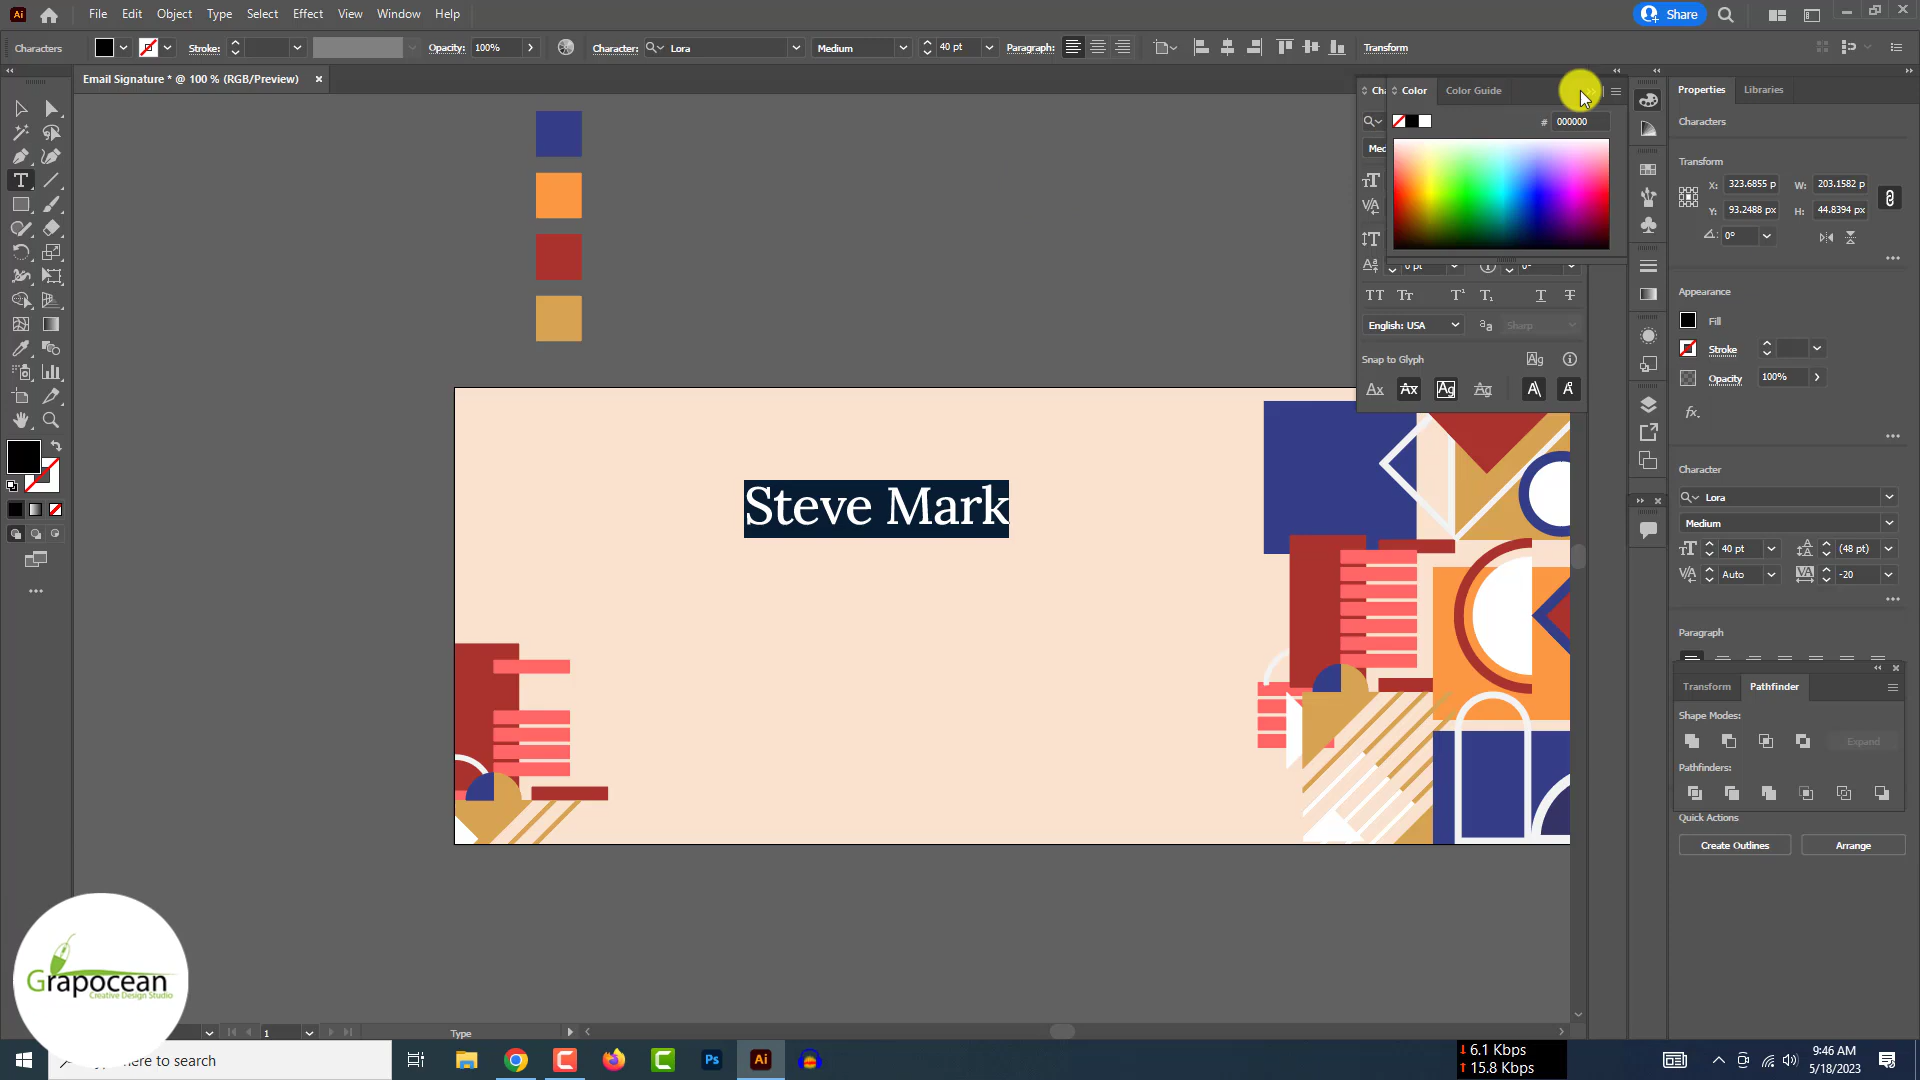 Ai File Edit Object Type Select Effect View Window Help Share
Characters Stroke: Opacity: 100% Character: Lora Medium 40 pt Paragraph: Transform
Email Signature * @ 100 % (RGB/Preview)
Color Color Guide
# 000000
English: USA
Sharp
Snap to Glyph
Steve Mark
Properties Libraries
Characters
Transform
X: 323.6855 p W: 203.1582 p
Y: 93.2488 px H: 44.8394 px
0°
Appearance
Fill
Stroke
Opacity 100%
fx.
Character
Lora
Medium
40 pt (48 pt)
Auto -20
Paragraph
Transform Pathfinder
Shape Modes:
Expand
Pathfinders:
Quick Actions
Create Outlines Arrange
Grapocean
Creative Design Studio
1 Type
here to search
Ps Ai
6.1 Kbps
15.8 Kbps
9:46 AM
5/18/2023